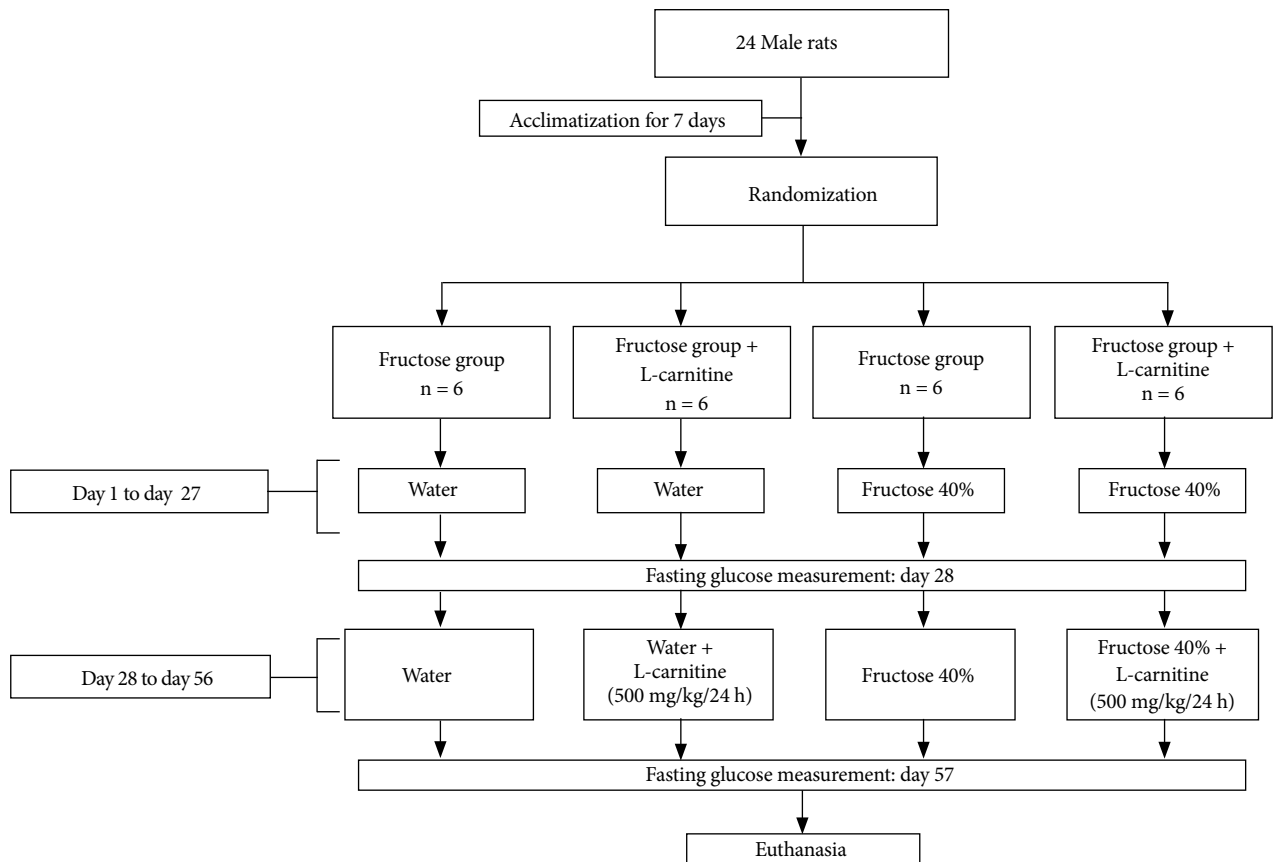 24 Male rats
Acclimatization for 7 days
Randomization
Fructose group
n = 6
Fructose group +
L-carnitine
n = 6
Fructose group
n = 6
Fructose group +
L-carnitine
n = 6
Day 1 to day 27
Water
Water
Fructose 40%
Fructose 40%
Fasting glucose measurement: day 28
Day 28 to day 56
Water
Water +
L-carnitine
(500 mg/kg/24 h)
Fructose 40%
Fructose 40% +
L-carnitine
(500 mg/kg/24 h)
Fasting glucose measurement: day 57
Euthanasia